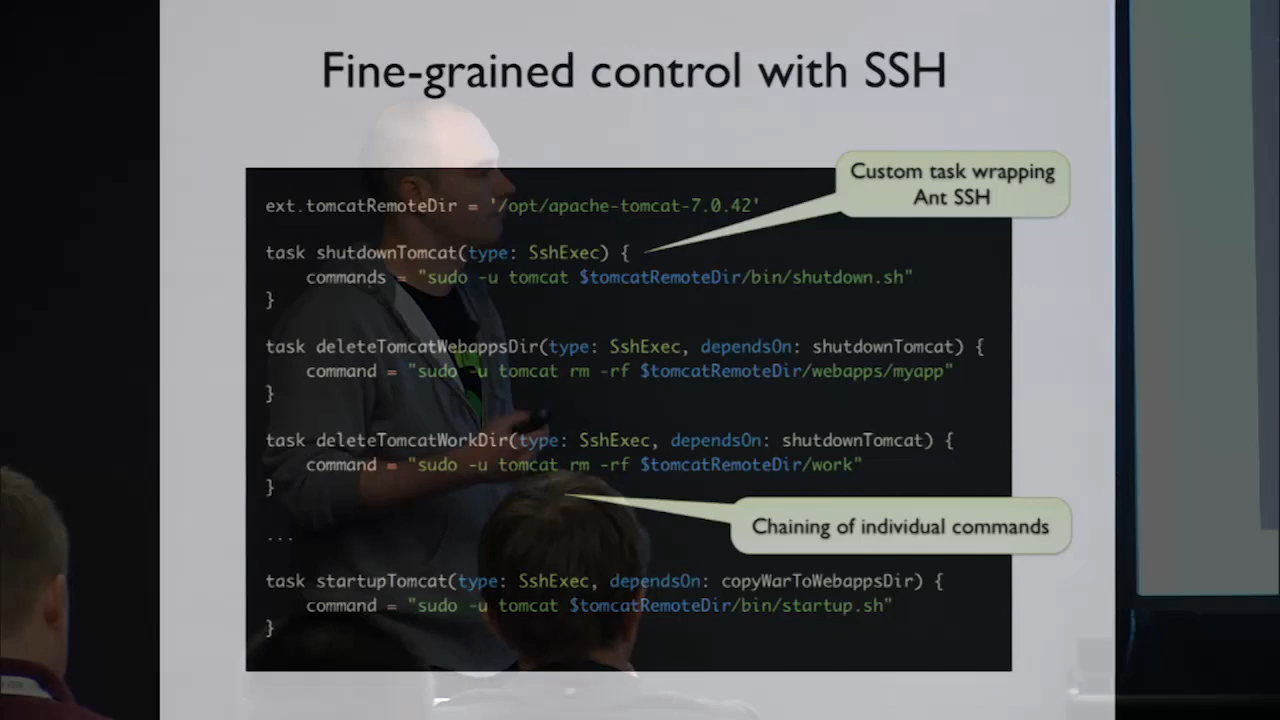 Fine-grained control with SSH
Custom task wrapping
Ant SSH
ext.tomcatRemoteDir = '/opt/apache-tomcat-7.0.42'
task shutdownTomcat(type: SshExec) {
    commands = "sudo -u tomcat $tomcatRemoteDir/bin/shutdown.sh"
}
task deleteTomcatWebappsDir(type: SshExec, dependsOn: shutdownTomcat) {
    command = "sudo -u tomcat rm -rf $tomcatRemoteDir/webapps/myapp"
}
task deleteTomcatWorkDir(type: SshExec, dependsOn: shutdownTomcat) {
    command = "sudo -u tomcat rm -rf $tomcatRemoteDir/work"
}
Chaining of individual commands
...
task startupTomcat(type: SshExec, dependsOn: copyWarToWebappsDir) {
    command = "sudo -u tomcat $tomcatRemoteDir/bin/startup.sh"
}